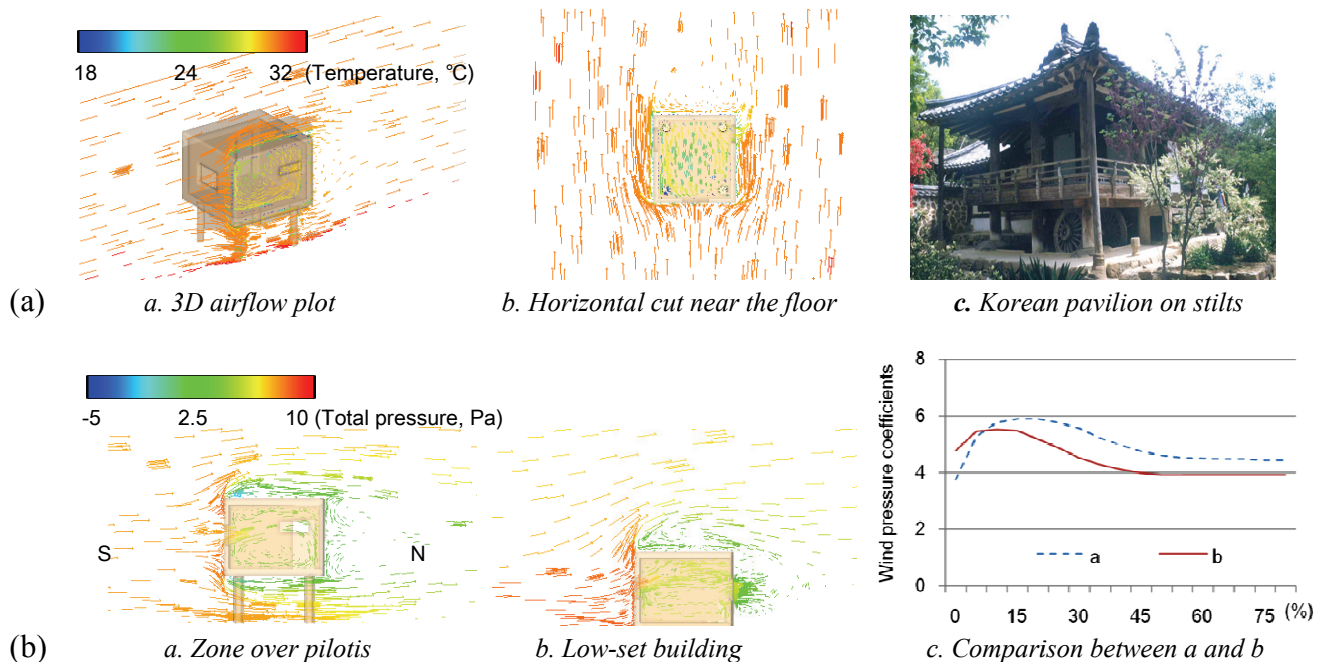 18 24 32 (Temperature, °C)
(a)
a. 3D airflow plot
b. Horizontal cut near the floor
c. Korean pavilion on stilts
-5 2.5 10 (Total pressure, Pa)
S N
(b)
a. Zone over pilotis
b. Low-set building
Wind pressure coefficients
8
6
4
2
0
a b
0 15 30 45 60 75 (%)
c. Comparison between a and b